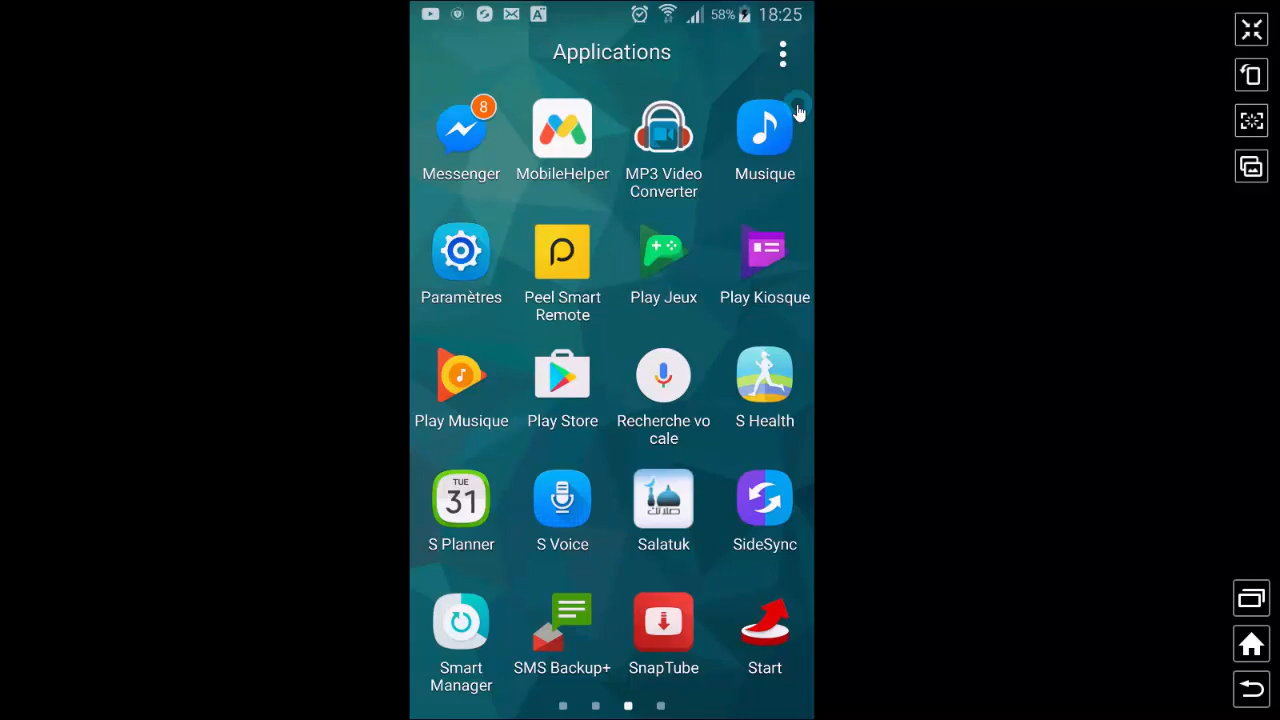 58% 18:25
Applications
8
Messenger MobileHelper MP3 Video Musique
Converter
Paramètres Peel Smart Play Jeux Play Kiosque
Remote
Play Musique Play Store Recherche vo S Health
cale
TUE
31
S Planner S Voice Salatuk SideSync
صلاتك
Smart SMS Backup+ SnapTube Start
Manager